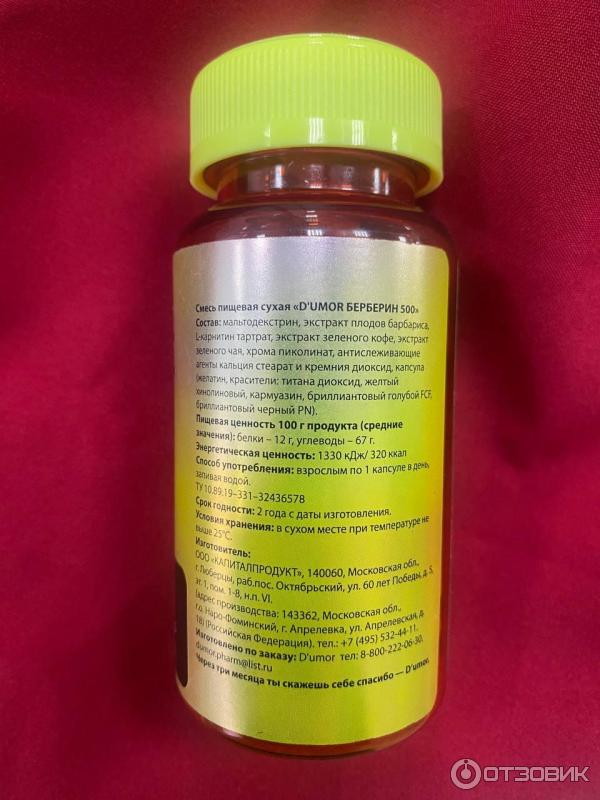 Смесь пищевая сухая «D'UMOR БЕРБЕРИН 500»
Состав: мальтодекстрин, экстракт плодов барбариса,
L-карнитин тартрат, экстракт зеленого кофе, экстракт
зеленого чая, хрома пиколинат, антислеживающие
агенты кальция стеарат и кремния диоксид, капсула
(желатин, красители: титана диоксид, желтый
хинолиновый, кармуазин, бриллиантовый голубой FCF,
бриллиантовый черный PN).
Пищевая ценность 100 г продукта (средние
значения): белки – 12 г, углеводы – 67 г.
Энергетическая ценность: 1330 кДж/ 320 ккал
Способ употребления: взрослым по 1 капсуле в день,
запивая водой.
ТУ 10.89.19–331–32436578
Срок годности: 2 года с даты изготовления.
Условия хранения: в сухом месте при температуре не
выше 25°С.
Изготовитель:
ООО «КАПИТАЛПРОДУКТ», 140060, Московская обл.,
г. Люберцы, раб.пос. Октябрьский, ул. 60 лет Победы, д. 5,
эт. 1, пом. 1-8, н.п. VI.
(адрес производства: 143362, Московская обл.,
г.о. Наро-Фоминский, г. Апрелевка, ул. Апрелевская, д.
18) (Российская Федерация). тел.: +7 (495) 532-44-11.
Изготовлено по заказу: D'umor тел: 8-800-222-06-30.
dumor.pharm@list.ru
Через три месяца ты скажешь себе спасибо — D'umor.
ОТЗОВИК